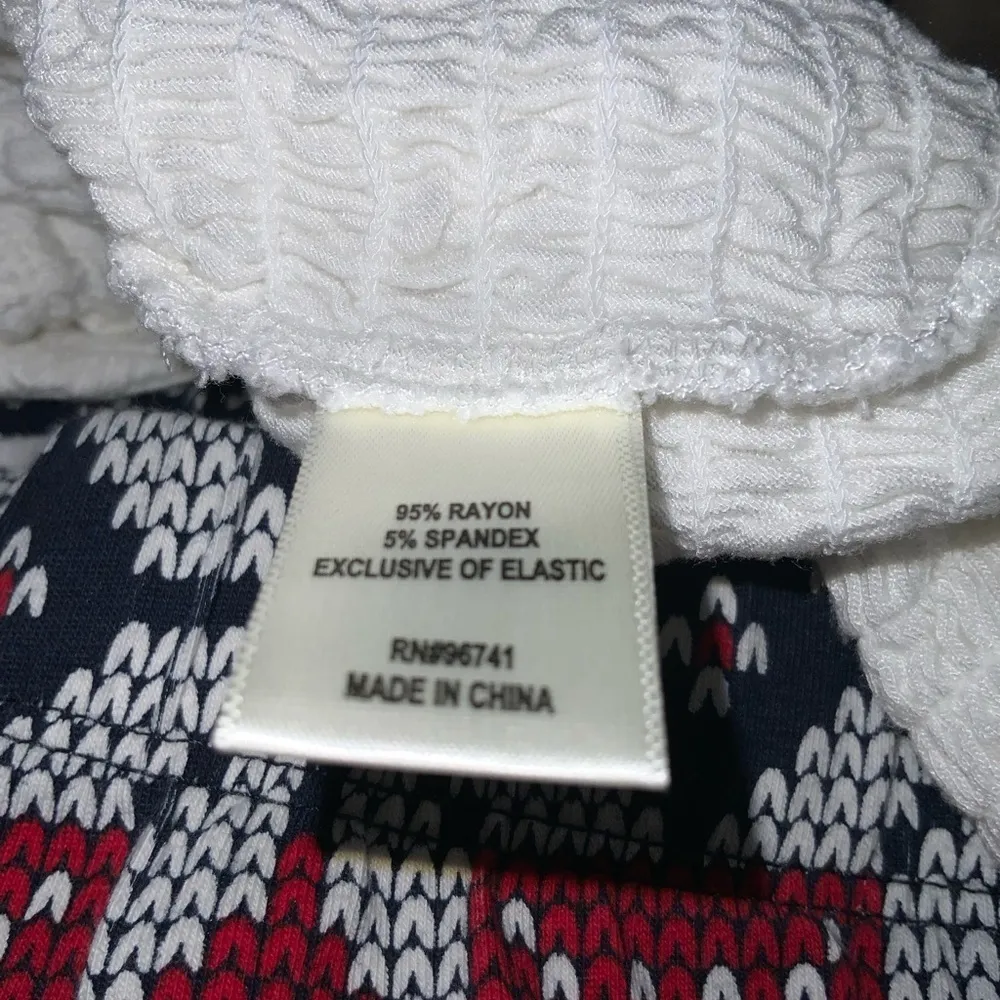 95% RAYON
5% SPANDEX
EXCLUSIVE OF ELASTIC
RN#96741
MADE IN CHINA